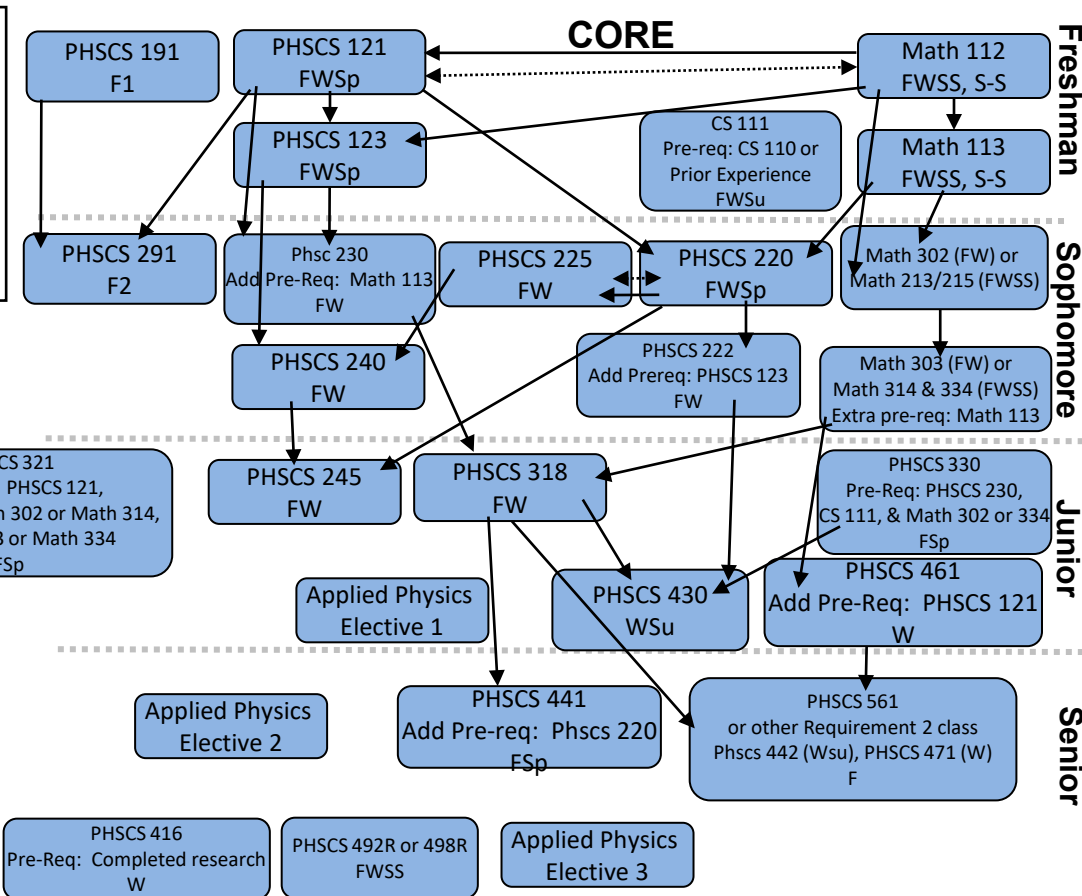 CORE
Freshman
PHSCS 191
F1
PHSCS 121
FWSp
Math 112
FWSS, S-S
PHSCS 123
FWSp
CS 111
Pre-req: CS 110 or
Prior Experience
FWSu
Math 113
FWSS, S-S
Sophomore
PHSCS 291
F2
Phsc 230
Add Pre-Req: Math 113
FW
PHSCS 225
FW
PHSCS 220
FWSp
Math 302 (FW) or
Math 213/215 (FWSS)
PHSCS 240
FW
PHSCS 222
Add Prereq: PHSCS 123
FW
Math 303 (FW) or
Math 314 & 334 (FWSS)
Extra pre-req: Math 113
Junior
CS 321
PHSCS 121,
302 or Math 314,
or Math 334
FSp
PHSCS 245
FW
PHSCS 318
FW
PHSCS 330
Pre-Req: PHSCS 230,
CS 111, & Math 302 or 334
FSp
Applied Physics
Elective 1
PHSCS 430
WSu
PHSCS 461
Add Pre-Req: PHSCS 121
W
Senior
Applied Physics
Elective 2
PHSCS 441
Add Pre-req: Phscs 220
FSp
PHSCS 561
or other Requirement 2 class
Phscs 442 (Wsu), PHSCS 471 (W)
F
PHSCS 416
Pre-Req: Completed research
W
PHSCS 492R or 498R
FWSS
Applied Physics
Elective 3